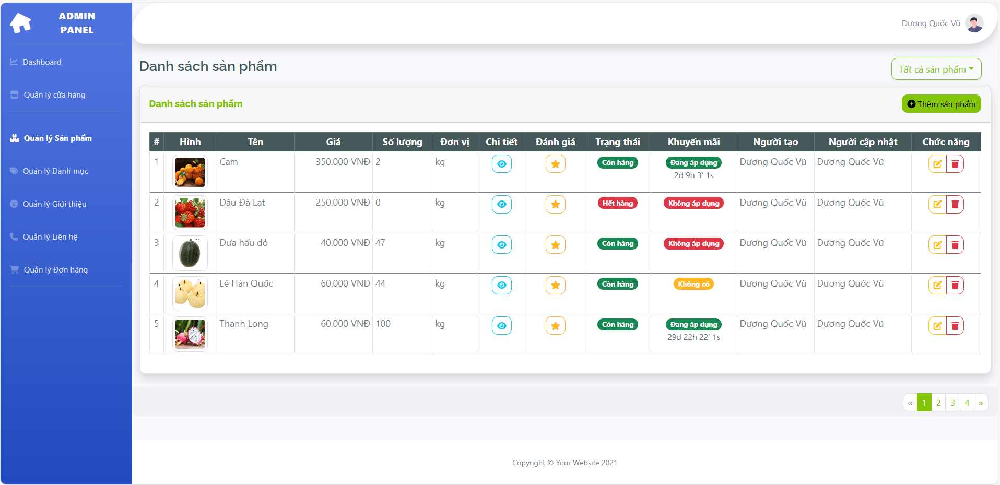 ADMIN
PANEL
Dương Quốc Vũ
Dashboard
Quản lý cửa hàng
Quản lý Sản phẩm
Quản lý Danh mục
Quản lý Giới thiệu
Quản lý Liên hệ
Quản lý Đơn hàng
Danh sách sản phẩm
Tất cả sản phẩm
Danh sách sản phẩm
Thêm sản phẩm
# Hình Tên Giá Số lượng Đơn vị Chi tiết Đánh giá Trạng thái Khuyến mãi Người tạo Người cập nhật Chức năng
1 Cam 350.000 VNĐ 2 kg Còn hàng Đang áp dụng Dương Quốc Vũ Dương Quốc Vũ
2d 9h 3' 1s
2 Dâu Đà Lạt 250.000 VNĐ 0 kg Hết hàng Không áp dụng Dương Quốc Vũ Dương Quốc Vũ
3 Dưa hấu đỏ 40.000 VNĐ 47 kg Còn hàng Không áp dụng Dương Quốc Vũ Dương Quốc Vũ
4 Lê Hàn Quốc 60.000 VNĐ 44 kg Còn hàng Không có Dương Quốc Vũ Dương Quốc Vũ
5 Thanh Long 60.000 VNĐ 100 kg Còn hàng Đang áp dụng Dương Quốc Vũ Dương Quốc Vũ
29d 22h 22' 1s
« 1 2 3 4 »
Copyright © Your Website 2021